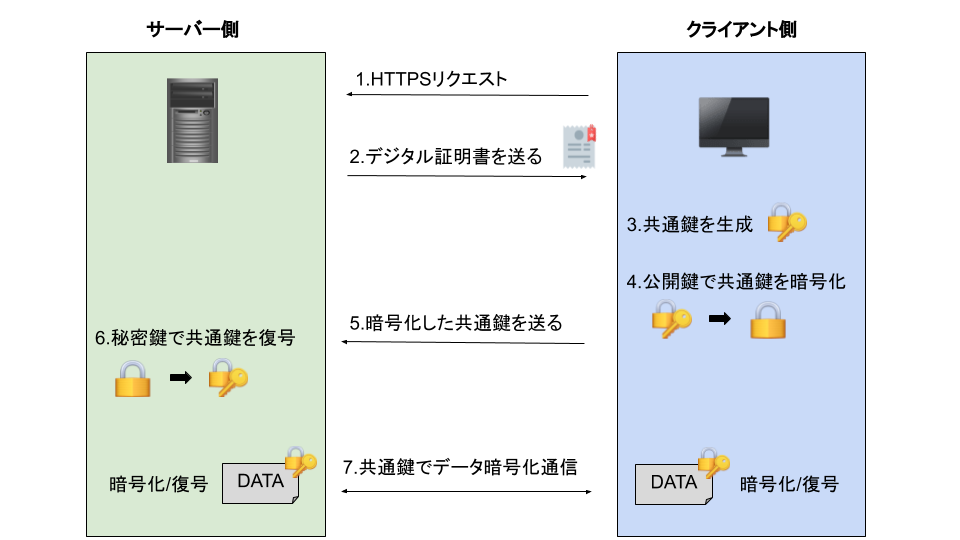 サーバー側
クライアント側
1.HTTPSリクエスト
2.デジタル証明書を送る
3.共通鍵を生成
4.公開鍵で共通鍵を暗号化
5.暗号化した共通鍵を送る
6.秘密鍵で共通鍵を復号
7.共通鍵でデータ暗号化通信
暗号化/復号
DATA
DATA
暗号化/復号